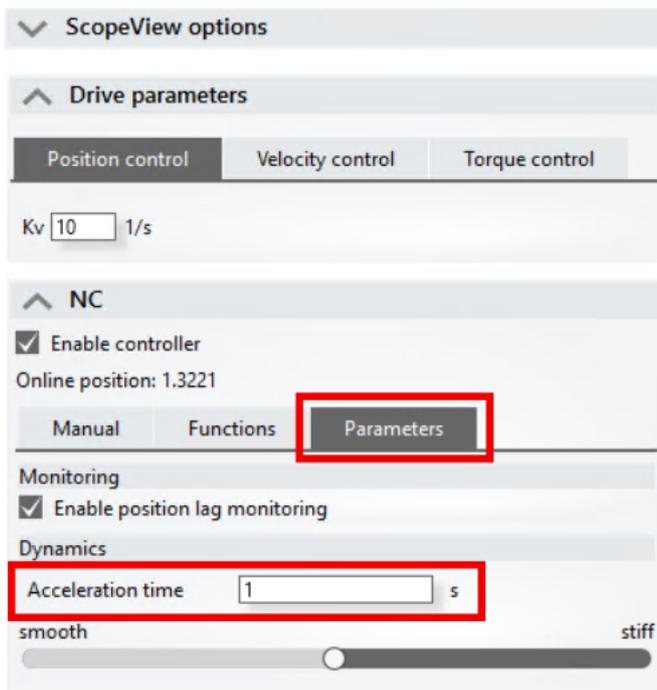 ScopeView options
Drive parameters
Position control Velocity control Torque control
Kv 10 1/s
NC
Enable controller
Online position: 1.3221
Manual Functions Parameters
Monitoring
Enable position lag monitoring
Dynamics
Acceleration time 1 s
smooth stiff